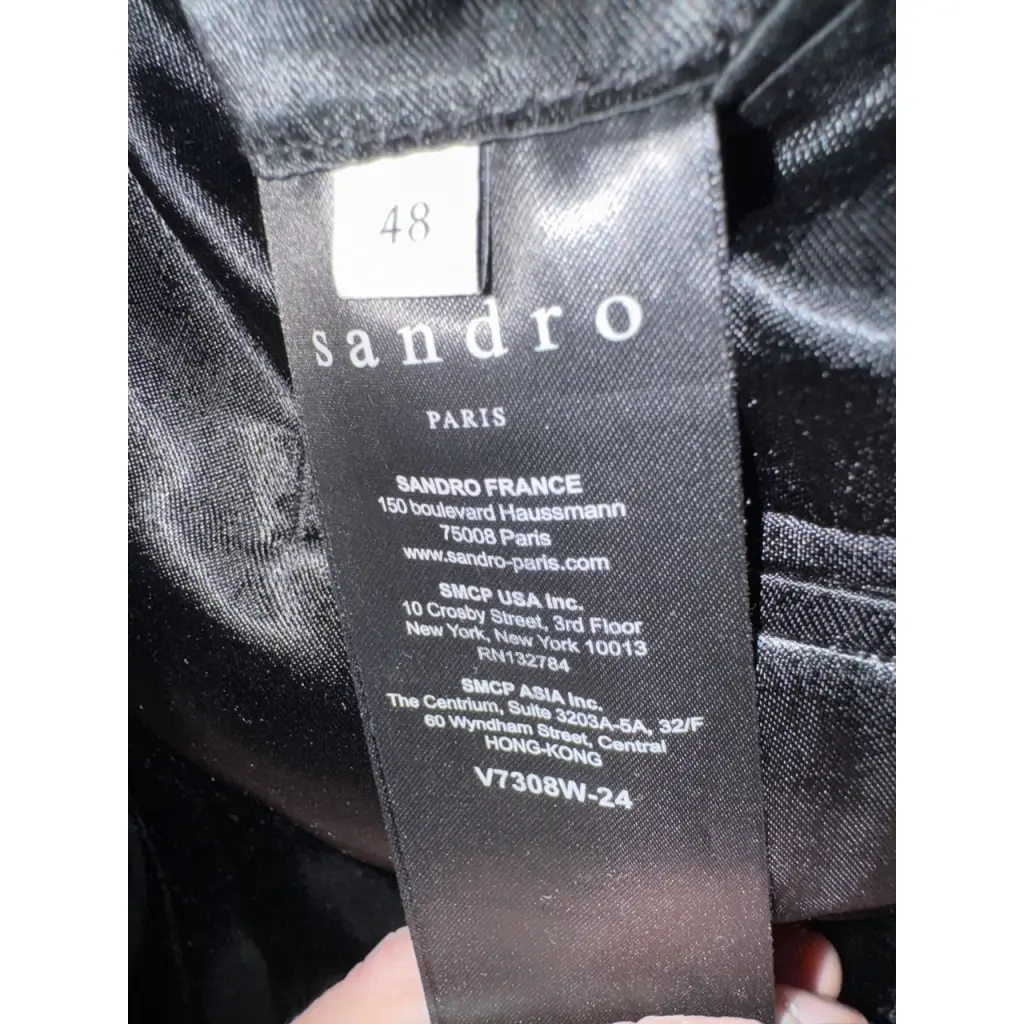 48
sandro
PARIS
SANDRO FRANCE
150 boulevard Haussmann
75008 Paris
www.sandro-paris.com
SMCP USA Inc.
10 Crosby Street, 3rd Floor
New York, New York 10013
RN132784
SMCP ASIA Inc.
The Centrium, Suite 3203A-5A, 32/F
60 Wyndham Street, Central
HONG-KONG
V7308W-24